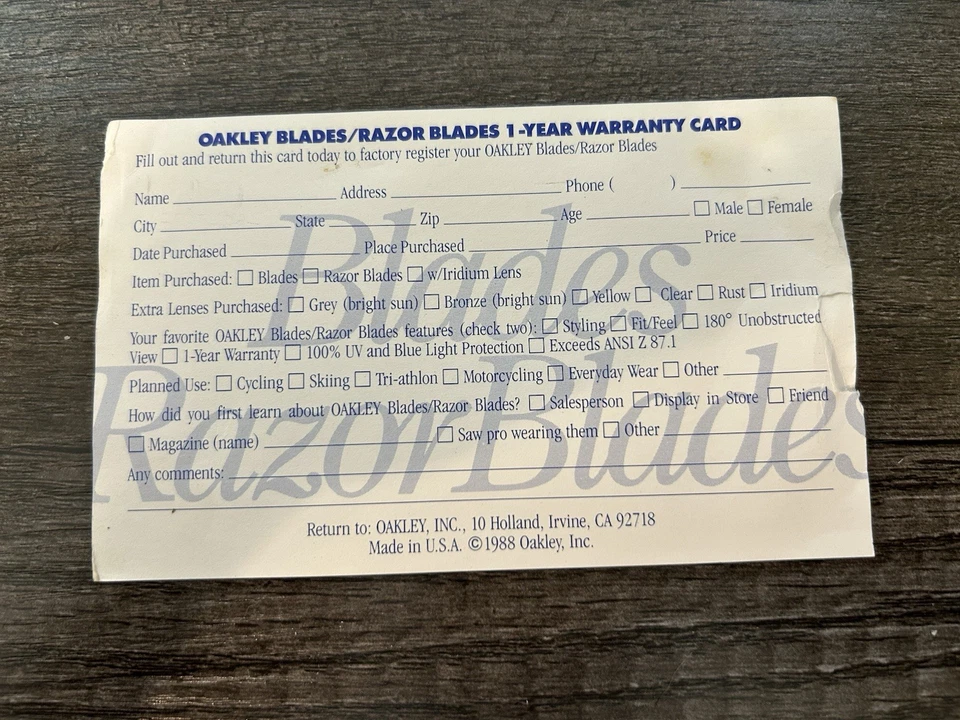 OAKLEY BLADES/RAZOR BLADES 1-YEAR WARRANTY CARD
Fill out and return this card today to factory register your OAKLEY Blades/Razor Blades
Name Address Phone ( )
City State Zip Age ☐ Male ☐ Female
Date Purchased Place Purchased Price
Item Purchased: ☐ Blades ☐ Razor Blades ☐ w/Iridium Lens
Extra Lenses Purchased: ☐ Grey (bright sun) ☐ Bronze (bright sun) ☐ Yellow ☐ Clear ☐ Rust ☐ Iridium
Your favorite OAKLEY Blades/Razor Blades features (check two): ☐ Styling ☐ Fit/Feel ☐ 180° Unobstructed
View ☐ 1-Year Warranty ☐ 100% UV and Blue Light Protection ☐ Exceeds ANSI Z 87.1
Planned Use: ☐ Cycling ☐ Skiing ☐ Tri-athlon ☐ Motorcycling ☐ Everyday Wear ☐ Other
How did you first learn about OAKLEY Blades/Razor Blades? ☐ Salesperson ☐ Display in Store ☐ Friend
☐ Magazine (name) ☐ Saw pro wearing them ☐ Other
Any comments:
Return to: OAKLEY, INC., 10 Holland, Irvine, CA 92718
Made in U.S.A. ©1988 Oakley, Inc.
Blades
Razor Blades